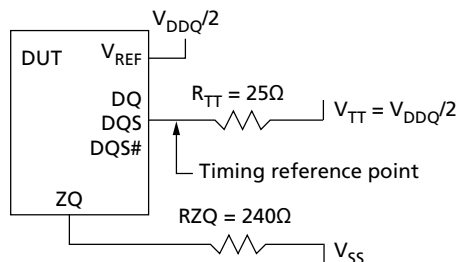 V_DDQ/2
DUT
V_REF
R_TT = 25Ω
V_TT = V_DDQ/2
DQ
DQS
DQS#
Timing reference point
ZQ
RZQ = 240Ω
V_SS